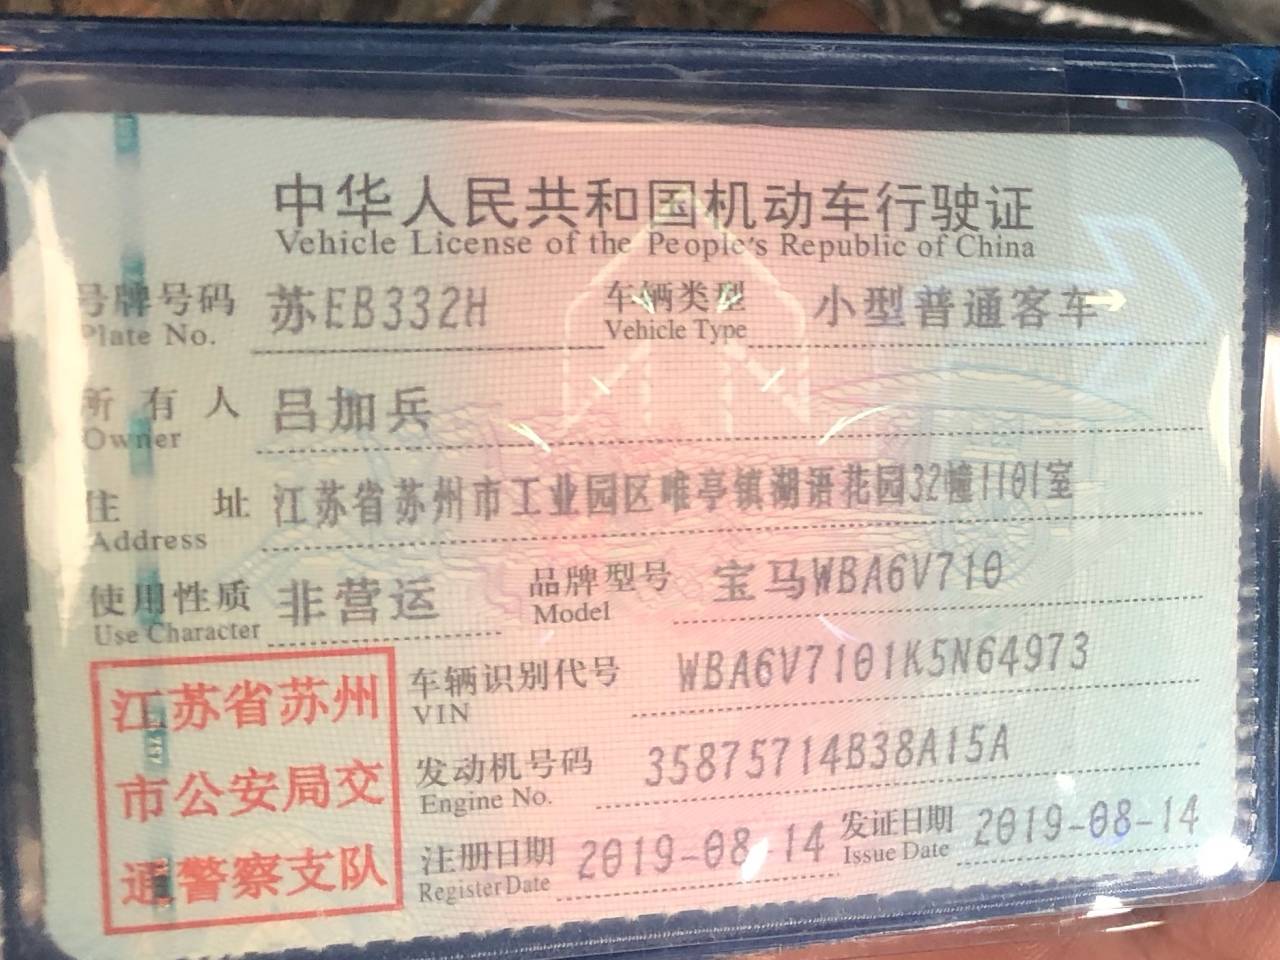 中华人民共和国机动车行驶证
Vehicle License of the People's Republic of China
号牌号码 苏EB332H 车辆类型 小型普通客车
Plate No. Vehicle Type
所有人 吕加兵
Owner
住址 江苏省苏州市工业园区唯亭镇湖语花园32幢1101室
Address
使用性质 非营运 品牌型号 宝马WBA6V710
Use Character Model
车辆识别代号 WBA6V7101K5N64973
VIN
发动机号码 35875714B38A15A
Engine No.
注册日期 2019-08-14 发证日期 2019-08-14
Register Date Issue Date
江苏省苏州
市公安局交
通警察支队